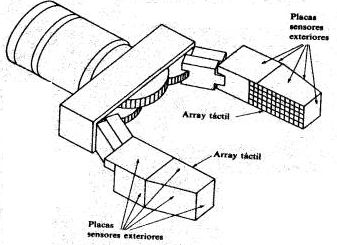 Placas
sensores
exteriores
Array táctil
Array táctil
Placas
sensores exteriores